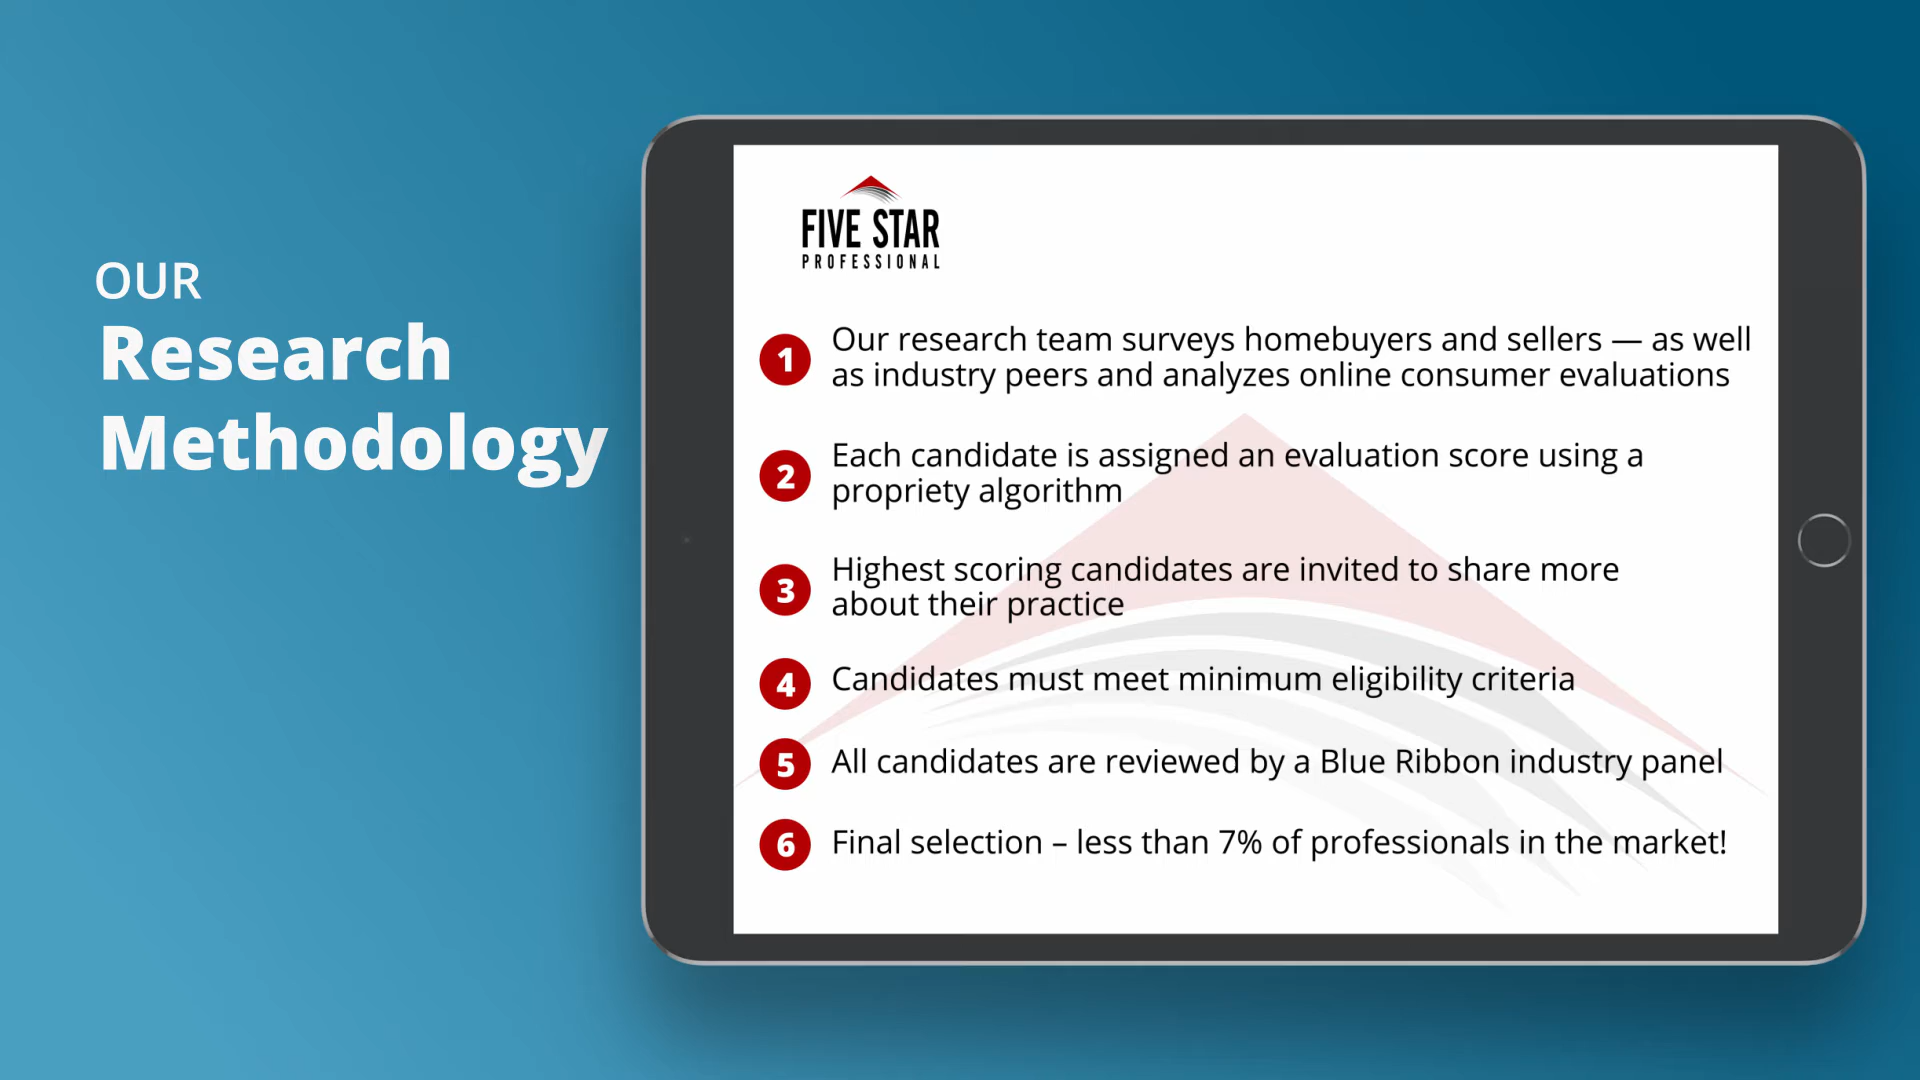 OUR
Research
Methodology
FIVE STAR
PROFESSIONAL
1 Our research team surveys homebuyers and sellers — as well
as industry peers and analyzes online consumer evaluations
2 Each candidate is assigned an evaluation score using a
propriety algorithm
3 Highest scoring candidates are invited to share more
about their practice
4 Candidates must meet minimum eligibility criteria
5 All candidates are reviewed by a Blue Ribbon industry panel
6 Final selection – less than 7% of professionals in the market!